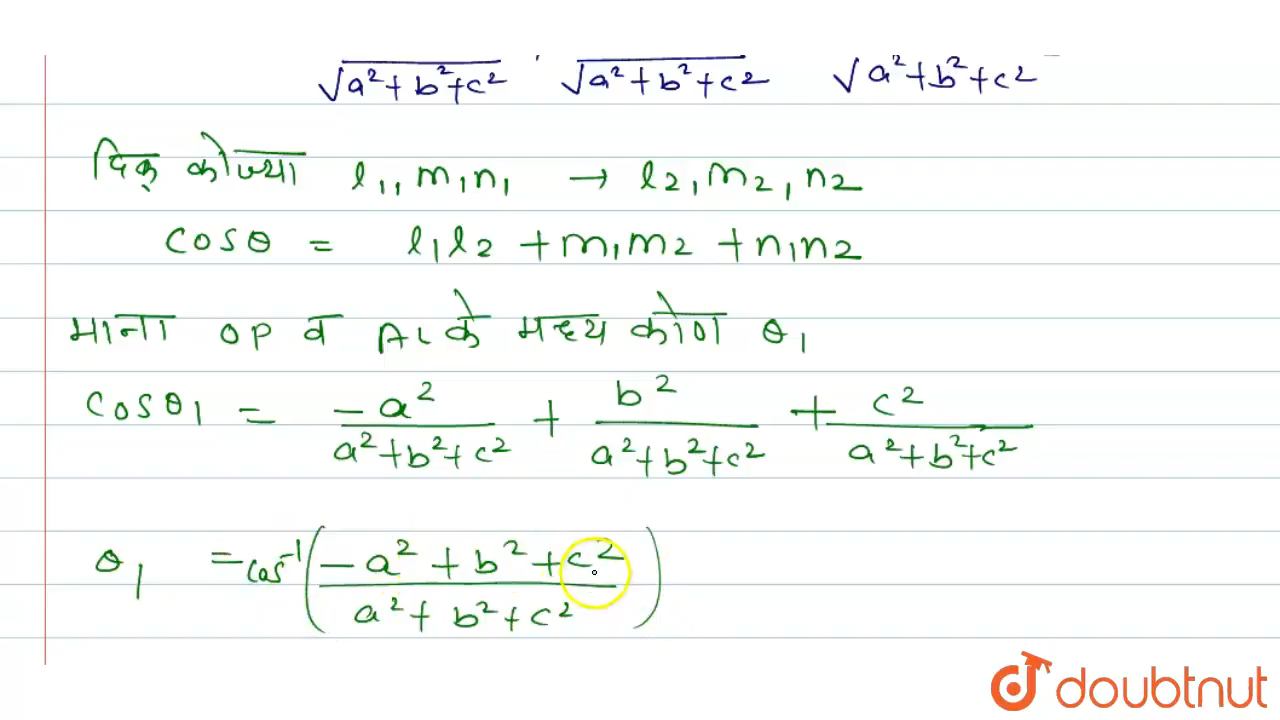 √a²+b²+c² , √a²+b²+c² √a²+b²+c²
दिक् कोज्या l₁, m₁n₁ → l₂, m₂, n₂
cosθ = l₁l₂ + m₁m₂ + n₁n₂
माना OP व AL के मध्य कोण θ₁
cosθ₁ = -a²/a²+b²+c² + b²/a²+b²+c² + c²/a²+b²+c²
θ₁ = cos⁻¹(-a²+b²+c²/a²+b²+c²)
doubtnut